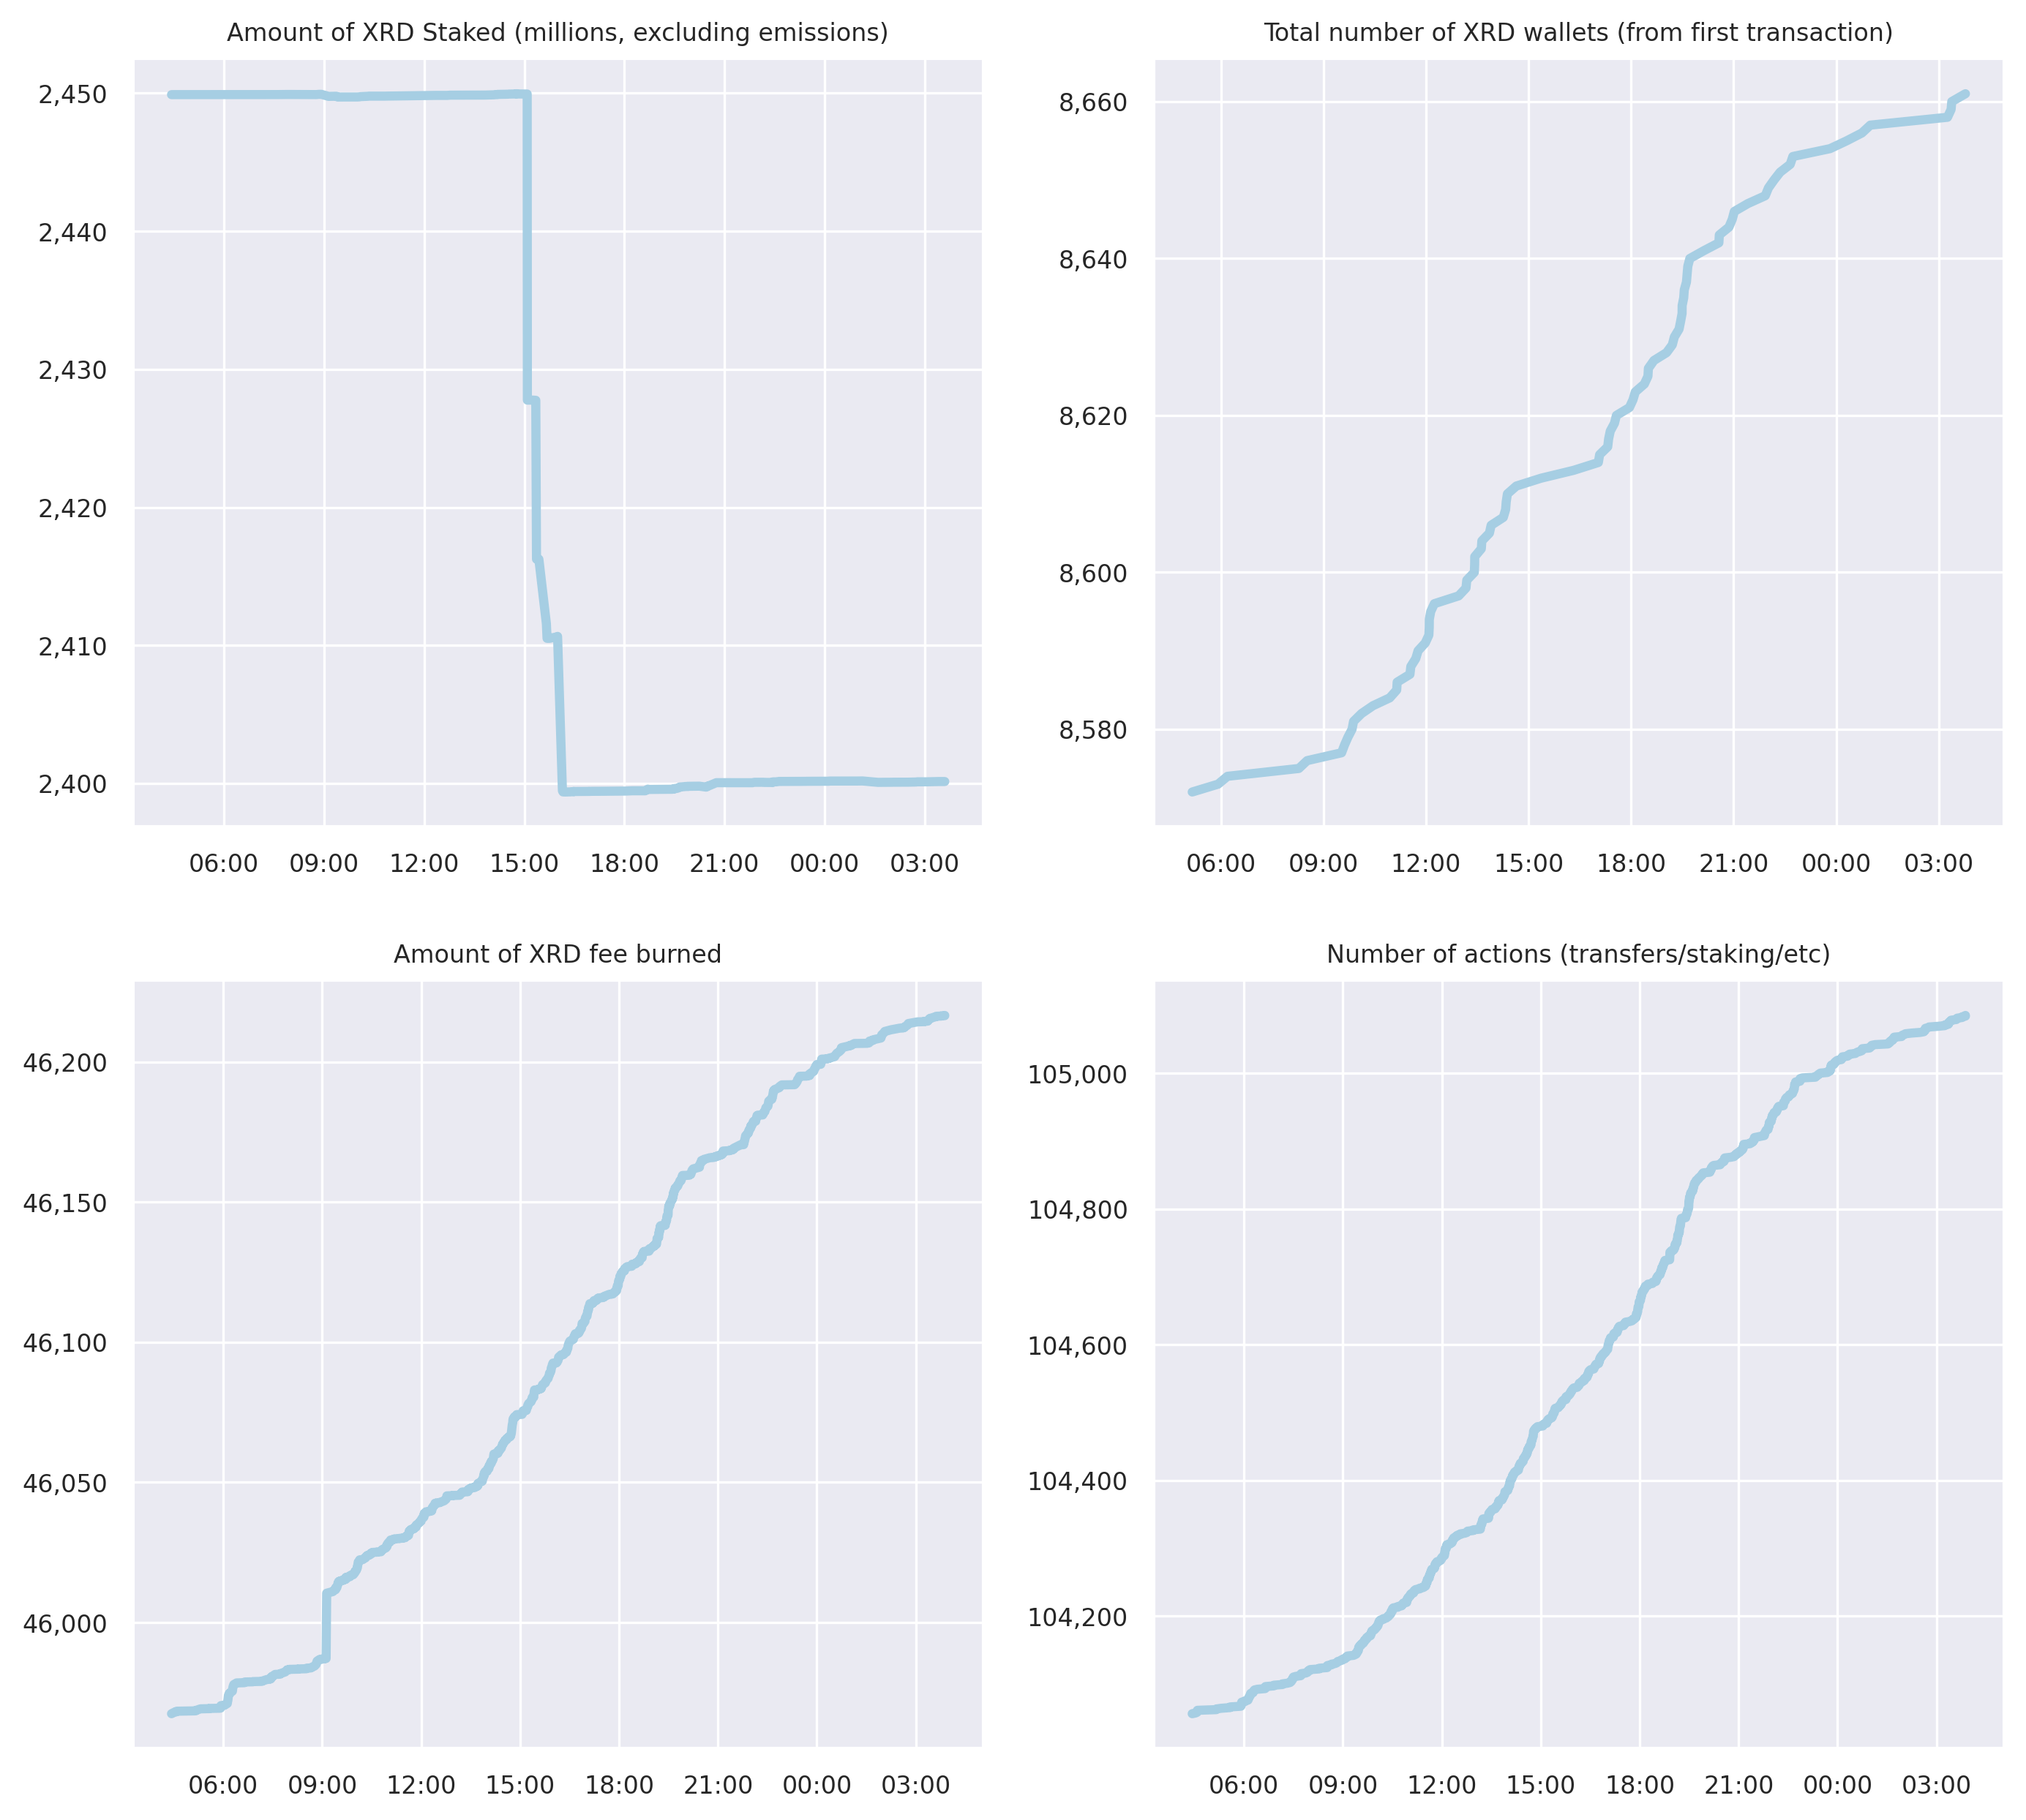 Amount of XRD Staked (millions, excluding emissions)
2,450
2,440
2,430
2,420
2,410
2,400
06:00 09:00 12:00 15:00 18:00 21:00 00:00 03:00
Total number of XRD wallets (from first transaction)
8,660
8,640
8,620
8,600
8,580
06:00 09:00 12:00 15:00 18:00 21:00 00:00 03:00
Amount of XRD fee burned
46,200
46,150
46,100
46,050
46,000
06:00 09:00 12:00 15:00 18:00 21:00 00:00 03:00
Number of actions (transfers/staking/etc)
105,000
104,800
104,600
104,400
104,200
06:00 09:00 12:00 15:00 18:00 21:00 00:00 03:00